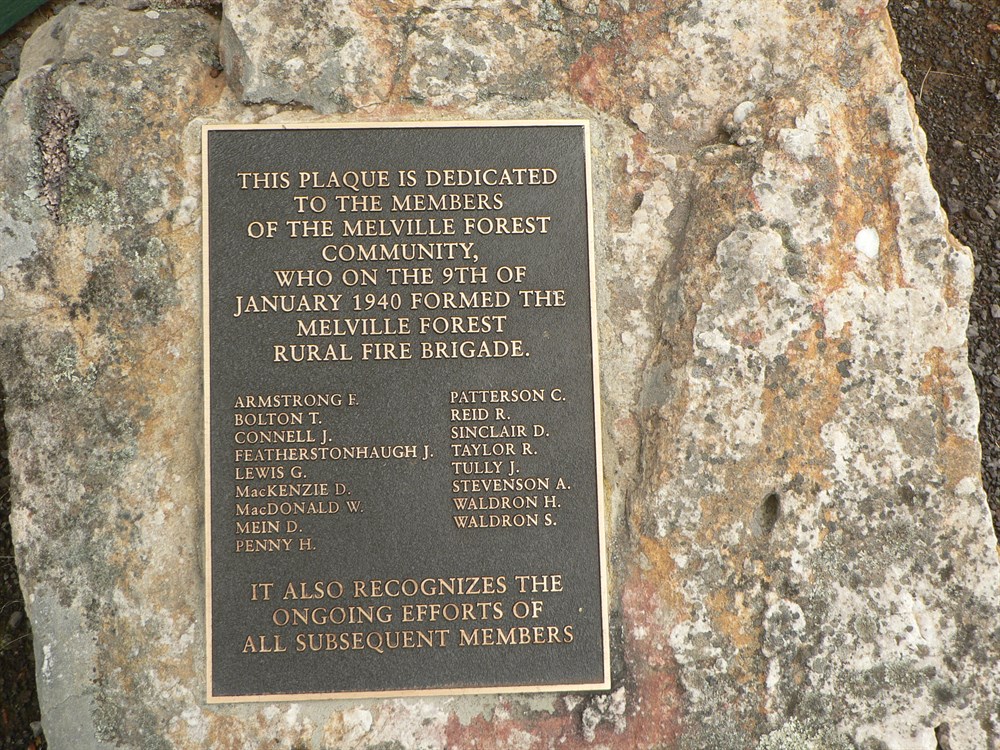 THIS PLAQUE IS DEDICATED
TO THE MEMBERS
OF THE MELVILLE FOREST
COMMUNITY,
WHO ON THE 9TH OF
JANUARY 1940 FORMED THE
MELVILLE FOREST
RURAL FIRE BRIGADE.
ARMSTRONG F.
BOLTON T.
CONNELL J.
FEATHERSTONHAUGH J.
LEWIS G.
MacKENZIE D.
MacDONALD W.
MEIN D.
PENNY H.
PATTERSON C.
REID R.
SINCLAIR D.
TAYLOR R.
TULLY J.
STEVENSON A.
WALDRON H.
WALDRON S.
IT ALSO RECOGNIZES THE
ONGOING EFFORTS OF
ALL SUBSEQUENT MEMBERS